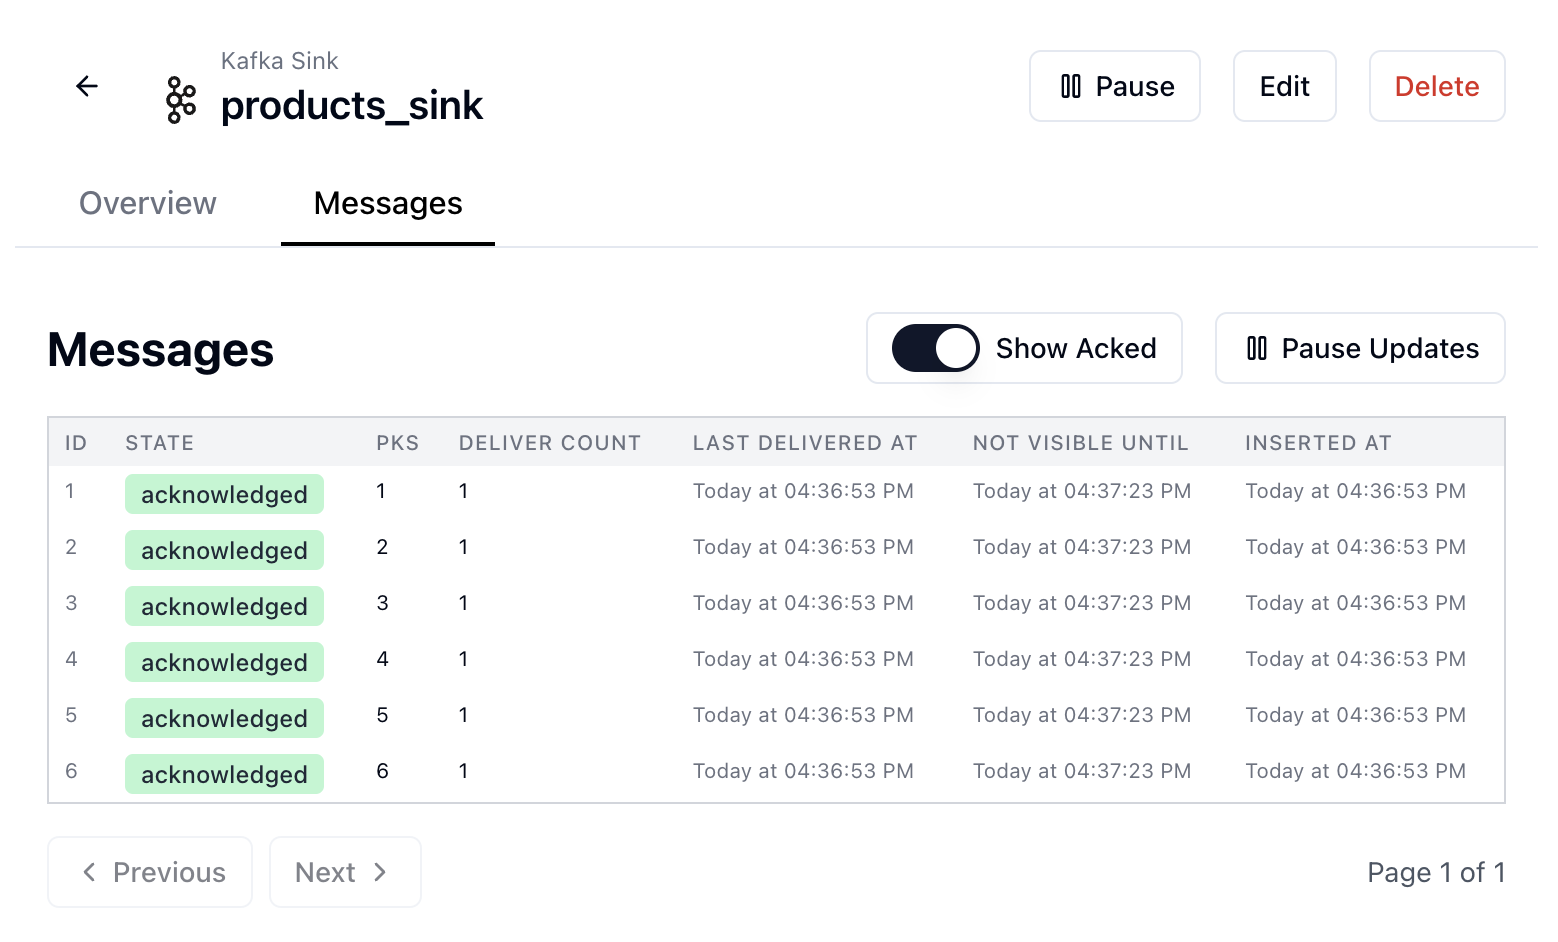 Kafka Sink
products_sink
Pause
Edit
Delete
Overview
Messages
Messages
Show Acked
Pause Updates
ID STATE PKS DELIVER COUNT LAST DELIVERED AT NOT VISIBLE UNTIL INSERTED AT
1 acknowledged 1 1 Today at 04:36:53 PM Today at 04:37:23 PM Today at 04:36:53 PM
2 acknowledged 2 1 Today at 04:36:53 PM Today at 04:37:23 PM Today at 04:36:53 PM
3 acknowledged 3 1 Today at 04:36:53 PM Today at 04:37:23 PM Today at 04:36:53 PM
4 acknowledged 4 1 Today at 04:36:53 PM Today at 04:37:23 PM Today at 04:36:53 PM
5 acknowledged 5 1 Today at 04:36:53 PM Today at 04:37:23 PM Today at 04:36:53 PM
6 acknowledged 6 1 Today at 04:36:53 PM Today at 04:37:23 PM Today at 04:36:53 PM
Previous
Next
Page 1 of 1